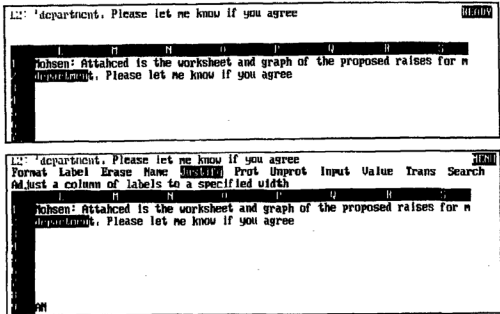 L2: 'department. Please let me know if you agree READY
L M N O P Q R S
Mohsen: Attahced is the worksheet and graph of the proposed raises for m
department. Please let me know if you agree
L2: 'department. Please let me know if you agree MENU
Format Label Erase Name Justify Prot Unprot Input Value Trans Search
Adjust a column of labels to a specified width
L M N O P Q R S
Mohsen: Attahced is the worksheet and graph of the proposed raises for m
department. Please let me know if you agree
AM